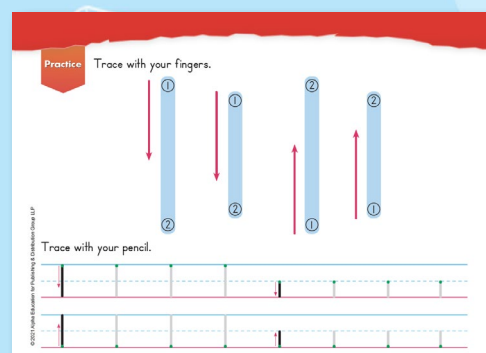 Practice
Trace with your fingers.
① ① ② ②
② ② ① ①
Trace with your pencil.
©2021 Alpha Education for Publishing & Distribution Group LLP